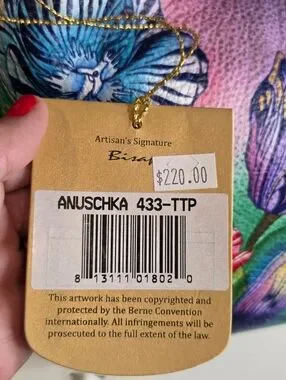 Artisan's Signature
$220.00
ANUSCHKA 433-TTP
8 13111 01802 0
This artwork has been copyrighted and
protected by the Berne Convention
internationally. All infringements will be
prosecuted to the full extent of the law.